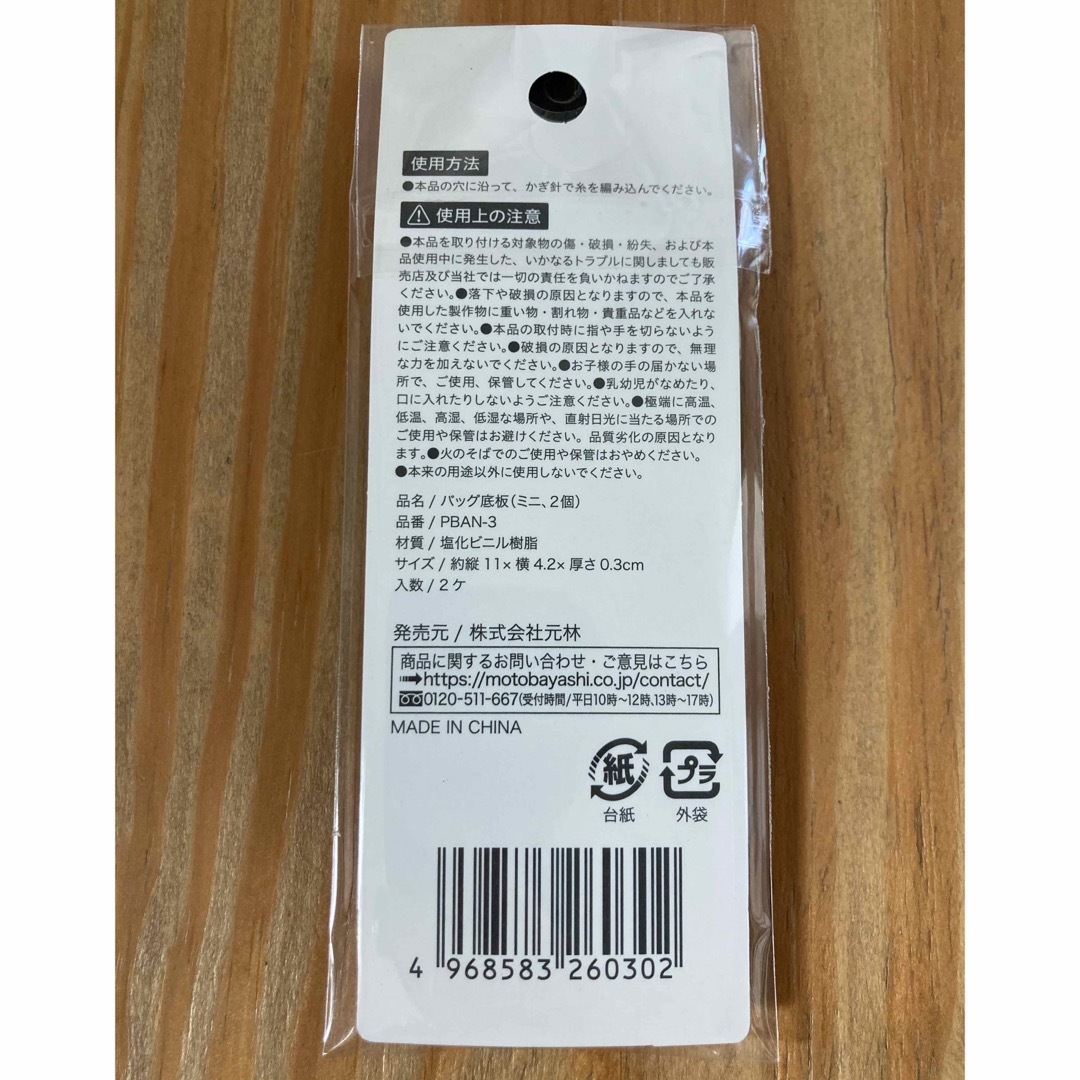 使用方法
●本品の穴に沿って、かぎ針で糸を編み込んでください。
使用上の注意
●本品を取り付ける対象物の傷・破損・紛失、および本
品使用中に発生した、いかなるトラブルに関しましても販
売店及び当社では一切の責任を負いかねますのでご了承
ください。●落下や破損の原因となりますので、本品を
使用した製作物に重い物・割れ物・貴重品などを入れな
いでください。●本品の取付時に指や手を切らないよう
にご注意ください。●破損の原因となりますので、無理
な力を加えないでください。●お子様の手の届かない場
所で、ご使用、保管してください。●乳幼児がなめたり、
口に入れたりしないようご注意ください。●極端に高温、
低温、高湿、低湿な場所や、直射日光に当たる場所での
ご使用や保管はお避けください。品質劣化の原因となり
ます。●火のそばでのご使用や保管はおやめください。
●本来の用途以外に使用しないでください。
品名 / バッグ底板(ミニ、2個)
品番 / PBAN-3
材質 / 塩化ビニル樹脂
サイズ / 約縦 11× 横 4.2× 厚さ 0.3cm
入数 / 2 ケ
発売元 / 株式会社元林
商品に関するお問い合わせ・ご意見はこちら
https://motobayashi.co.jp/contact/
0120-511-667(受付時間/平日10時～12時、13時～17時)
MADE IN CHINA
紙 プラ
台紙 外袋
4 968583 260302